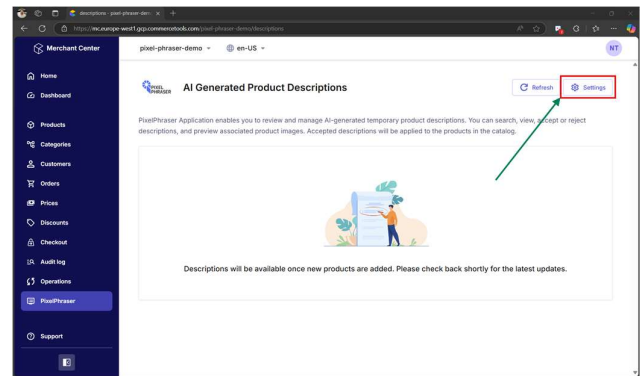 descriptions - pixel-phraser-dem
https://mc.europe-west1.gcp.commercetools.com/pixel-phraser-demo/descriptions
Merchant Center
pixel-phraser-demo
en-US
NT
Home
Dashboard
Products
Categories
Customers
Orders
Prices
Discounts
Checkout
Audit log
Operations
PixelPhraser
Support
PIXEL
PHRASER
AI Generated Product Descriptions
Refresh
Settings
PixelPhraser Application enables you to review and manage AI-generated temporary product descriptions. You can search, view, accept or reject
descriptions, and preview associated product images. Accepted descriptions will be applied to the products in the catalog.
Descriptions will be available once new products are added. Please check back shortly for the latest updates.